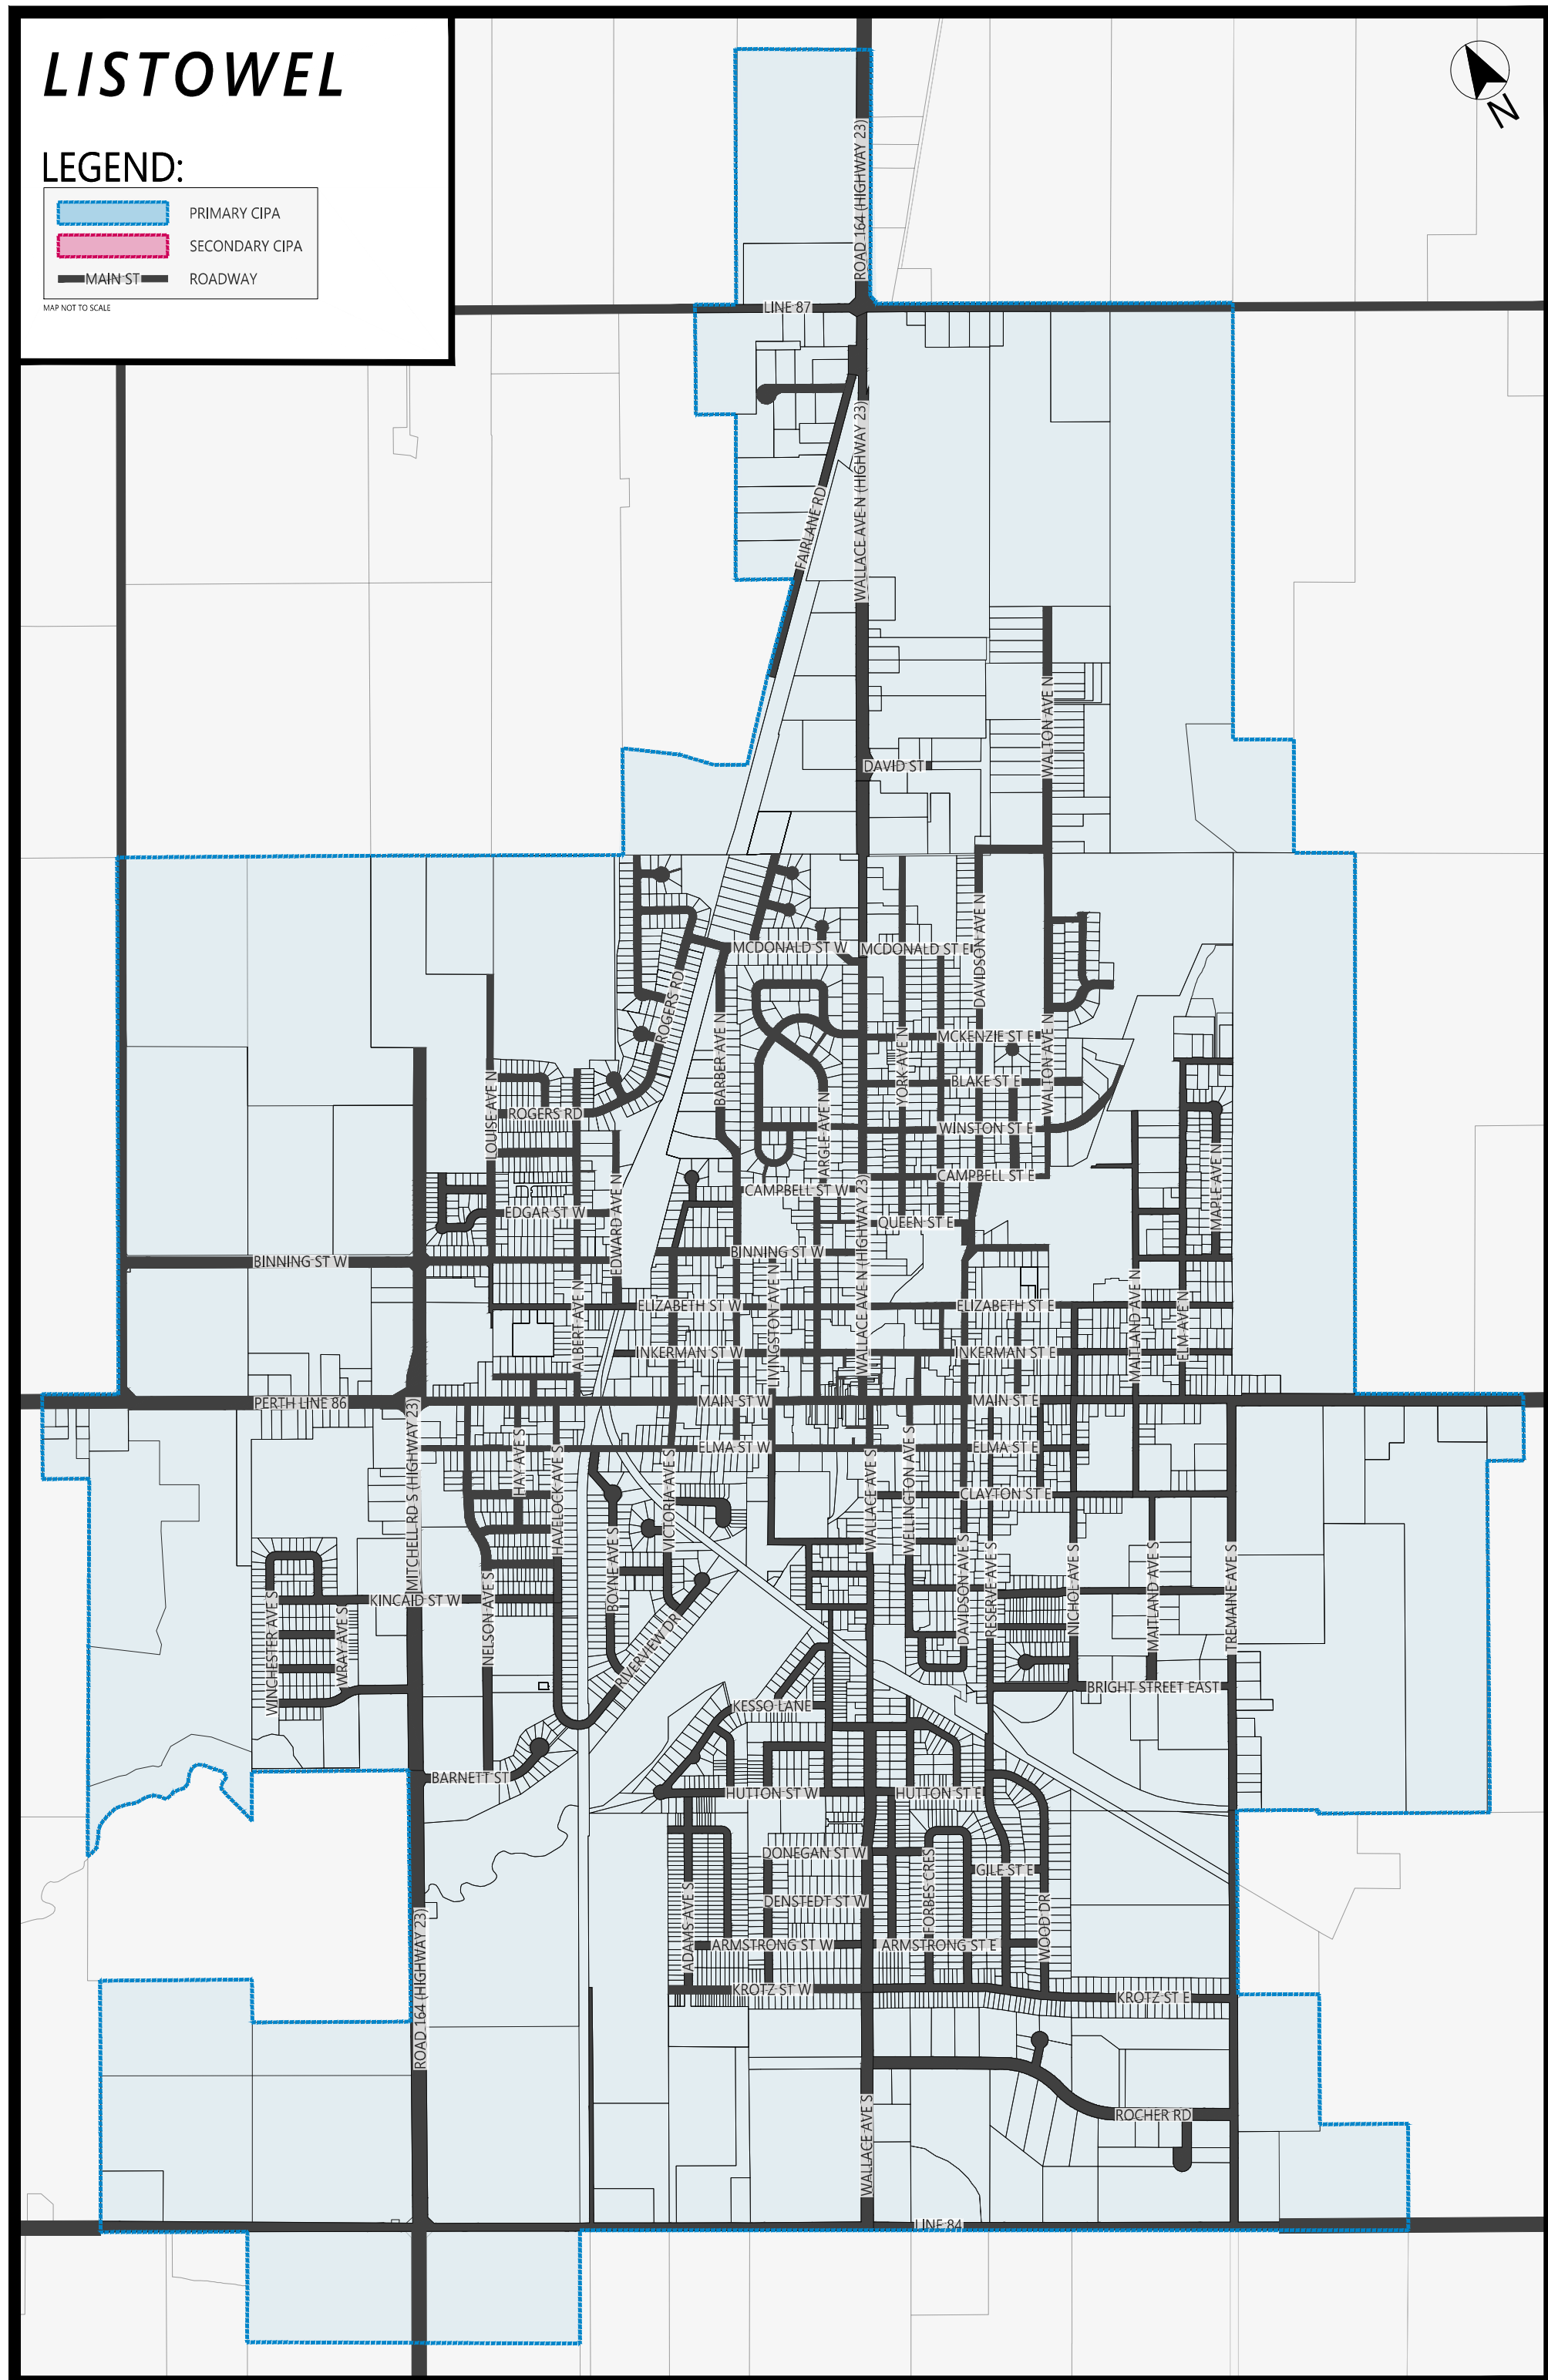 LISTOWEL
LEGEND:
PRIMARY CIPA
SECONDARY CIPA
MAIN ST
ROADWAY
MAP NOT TO SCALE
N
ROAD 164 (HIGHWAY 23)
LINE 87
FAIRLANE RD
WALLACE AVE N (HIGHWAY 23)
WALTON AVE N
DAVID ST
DAVIDSON AVE N
MCDONALD ST W
MCDONALD ST E
ROGERS RD
BARBER AVE N
YORK AVE N
MCKENZIE ST E
WALTON AVE N
BLAKE ST E
LOUISE AVE N
ROGERS RD
ARGLE AVE N
WINSTON ST E
MAPLE AVE N
CAMPBELL ST W
CAMPBELL ST E
EDGAR ST W
EDWARD AVE N
WALLACE AVE N (HIGHWAY 23)
QUEEN ST E
BINNING ST W
BINNING ST W
ALBERT AVE N
LIVINGSTON AVE N
MAITLAND AVE N
ELM AVE N
ELIZABETH ST W
ELIZABETH ST E
INKERMAN ST W
INKERMAN ST E
PERTH LINE 86
MAIN ST W
MAIN ST E
MITCHELL RD S (HIGHWAY 23)
HAY AVE S
HAVELOCK AVE S
ELMA ST W
ELMA ST E
VICTORIA AVE S
WALLACE AVE S
WELLINGTON AVE S
CLAYTON ST E
BOYNE AVE S
DAVIDSON AVE S
RESERVE AVE S
NICHOL AVE S
MAITLAND AVE S
TREMAINE AVE S
KINCAID ST W
WINCHESTER AVE S
WRAY AVE S
NELSON AVE S
RIVERVIEW DR
BRIGHT STREET EAST
KESSO LANE
BARNETT ST
HUTTON ST W
HUTTON ST E
DONEGAN ST W
GILE ST E
FORBES CRES
DENSTEDT ST W
ADAMS AVE S
WOOD DR
ROAD 164 (HIGHWAY 23)
ARMSTRONG ST W
ARMSTRONG ST E
KROTZ ST W
KROTZ ST E
WALLACE AVE S
ROCHER RD
LINE 84